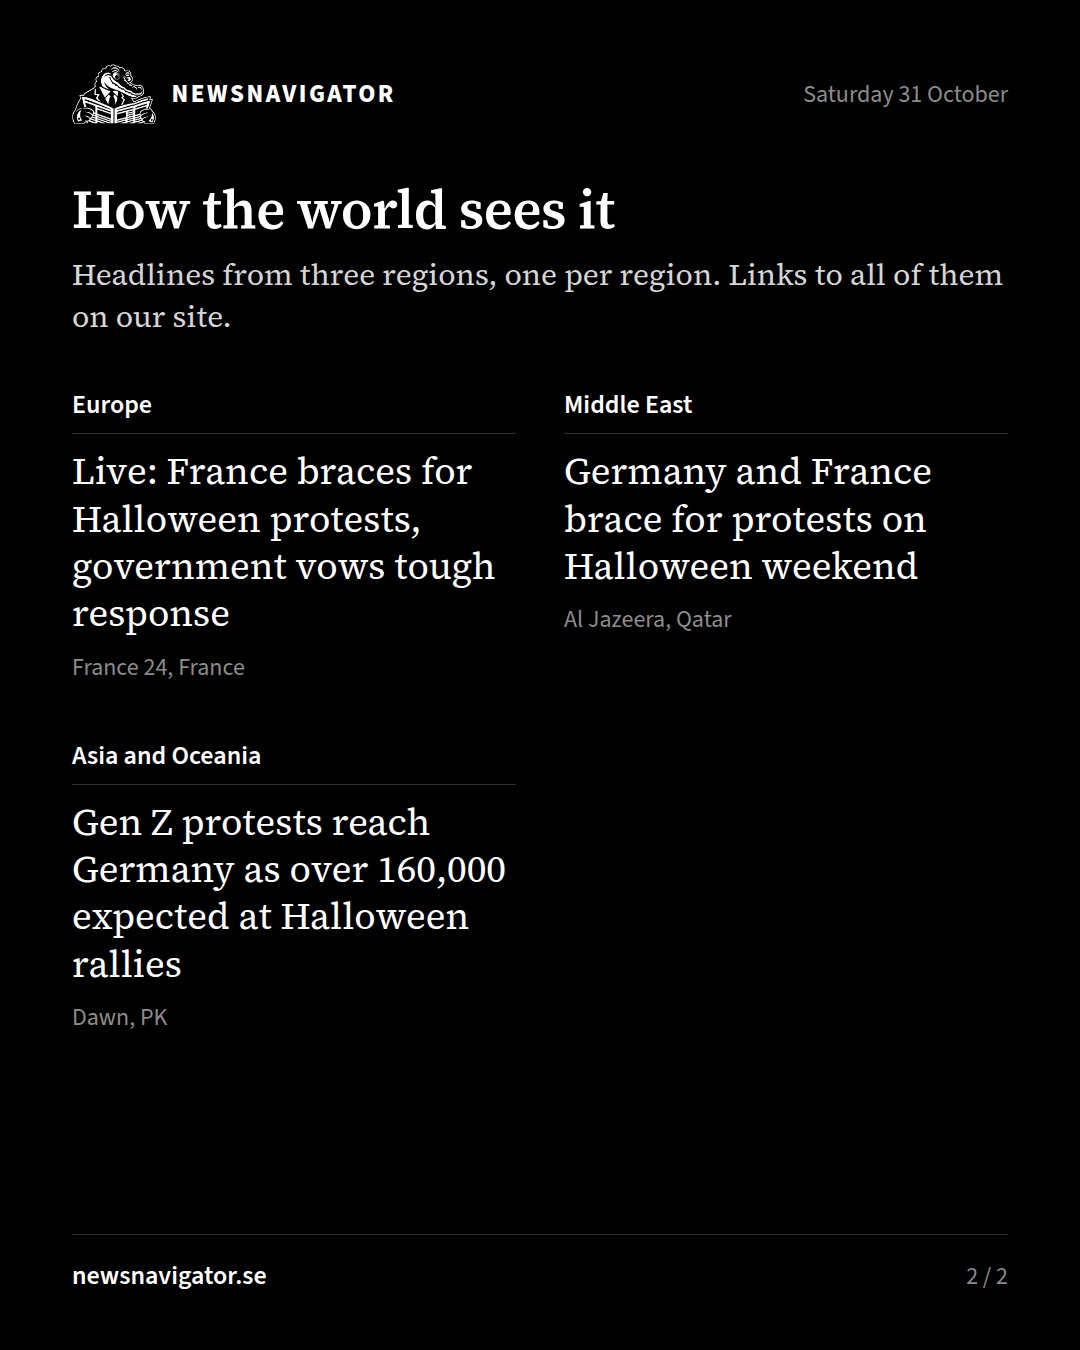 NEWSNAVIGATOR
Saturday 31 October
How the world sees it
Headlines from three regions, one per region. Links to all of them
on our site.
Europe
Live: France braces for
Halloween protests,
government vows tough
response
France 24, France
Middle East
Germany and France
brace for protests on
Halloween weekend
Al Jazeera, Qatar
Asia and Oceania
Gen Z protests reach
Germany as over 160,000
expected at Halloween
rallies
Dawn, PK
newsnavigator.se
2 / 2